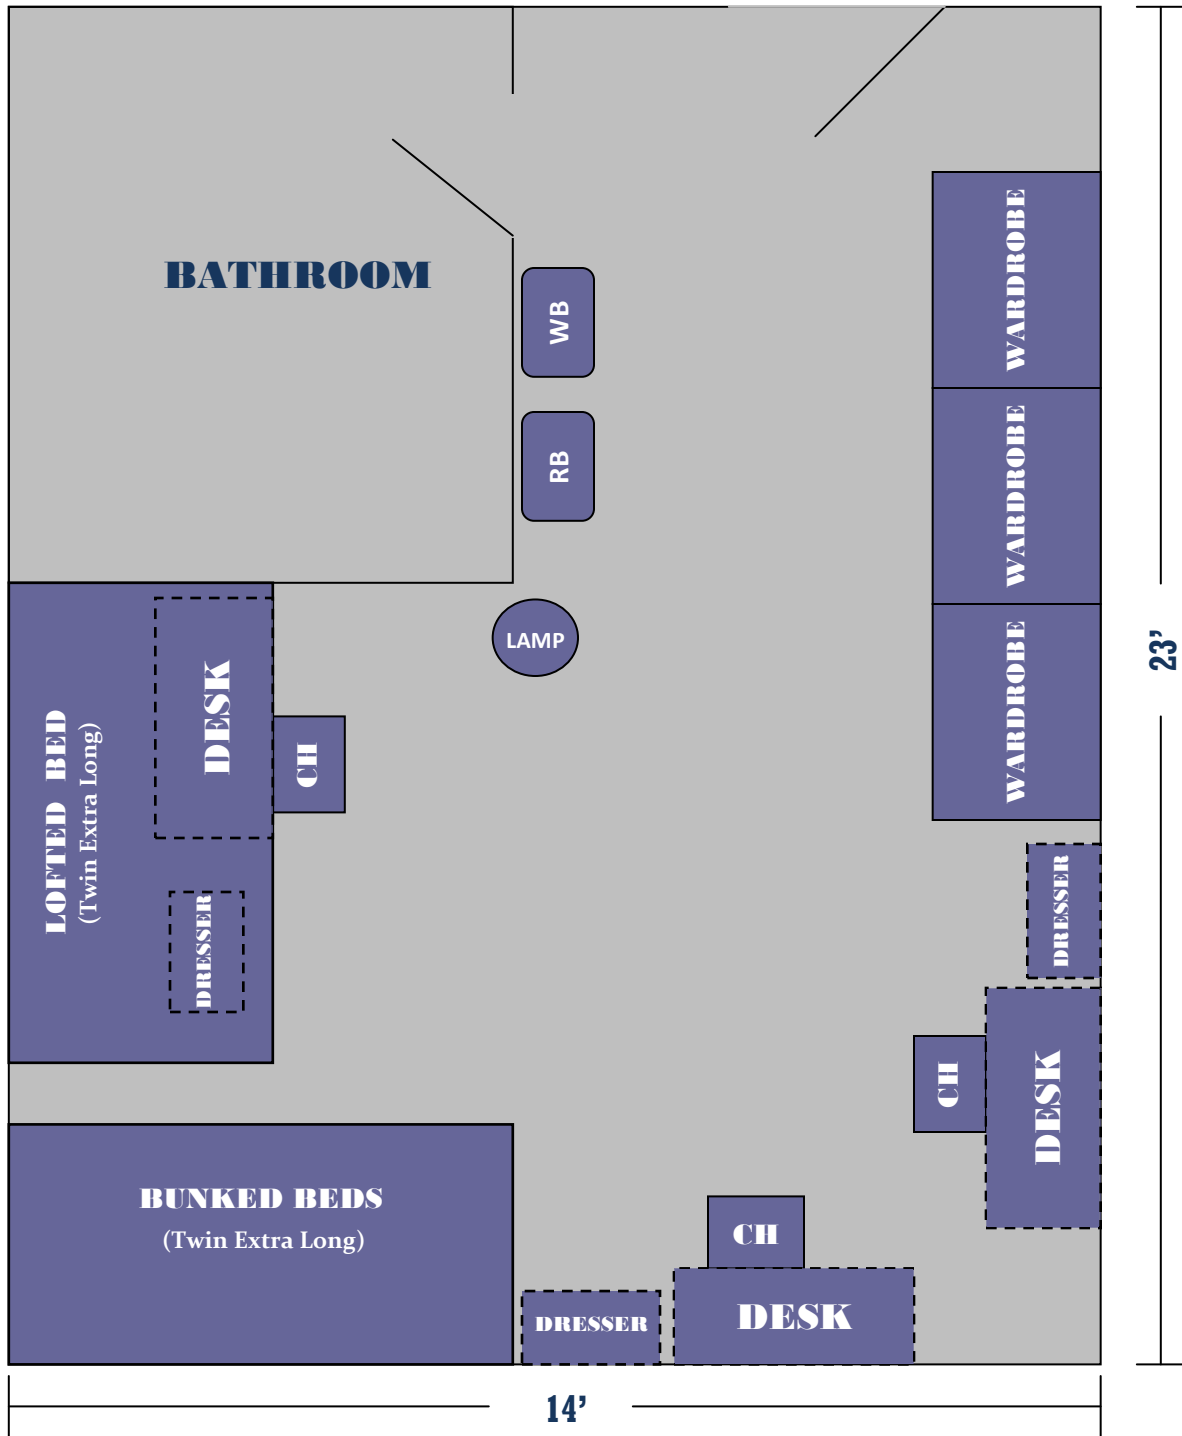 BATHROOM
WB
RB
WARDROBE
WARDROBE
WARDROBE
LAMP
23’
DESK
CH
LOFTED BED
(Twin Extra Long)
DRESSER
DRESSER
DESK
CH
BUNKED BEDS
(Twin Extra Long)
CH
DRESSER
DESK
14’